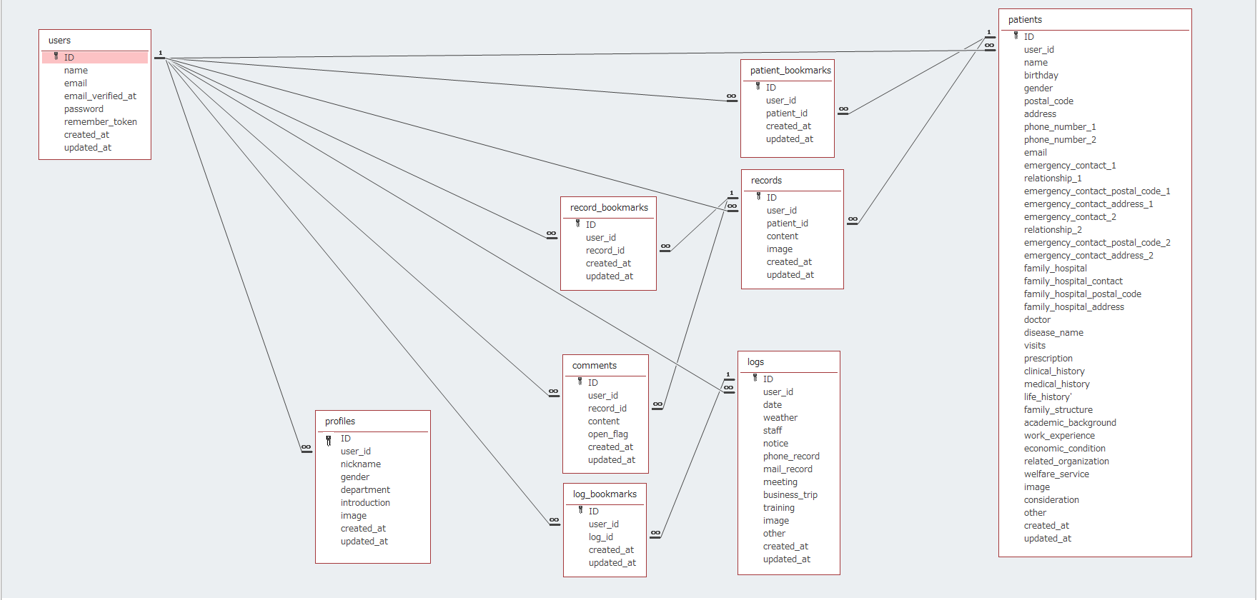 users
ID
name
email
email_verified_at
password
remember_token
created_at
updated_at
1
∞
∞
∞
∞
∞
∞
∞
∞
profiles
ID
user_id
nickname
gender
department
introduction
image
created_at
updated_at
record_bookmarks
ID
user_id
record_id
created_at
updated_at
∞
comments
ID
user_id
record_id
content
open_flag
created_at
updated_at
∞
log_bookmarks
ID
user_id
log_id
created_at
updated_at
∞
patient_bookmarks
ID
user_id
patient_id
created_at
updated_at
∞
1
records
ID
user_id
patient_id
content
image
created_at
updated_at
∞
1
logs
ID
user_id
date
weather
staff
notice
phone_record
mail_record
meeting
business_trip
training
image
other
created_at
updated_at
1
patients
ID
user_id
name
birthday
gender
postal_code
address
phone_number_1
phone_number_2
email
emergency_contact_1
relationship_1
emergency_contact_postal_code_1
emergency_contact_address_1
emergency_contact_2
relationship_2
emergency_contact_postal_code_2
emergency_contact_address_2
family_hospital
family_hospital_contact
family_hospital_postal_code
family_hospital_address
doctor
disease_name
visits
prescription
clinical_history
medical_history
life_history`
family_structure
academic_background
work_experience
economic_condition
related_organization
welfare_service
image
consideration
other
created_at
updated_at